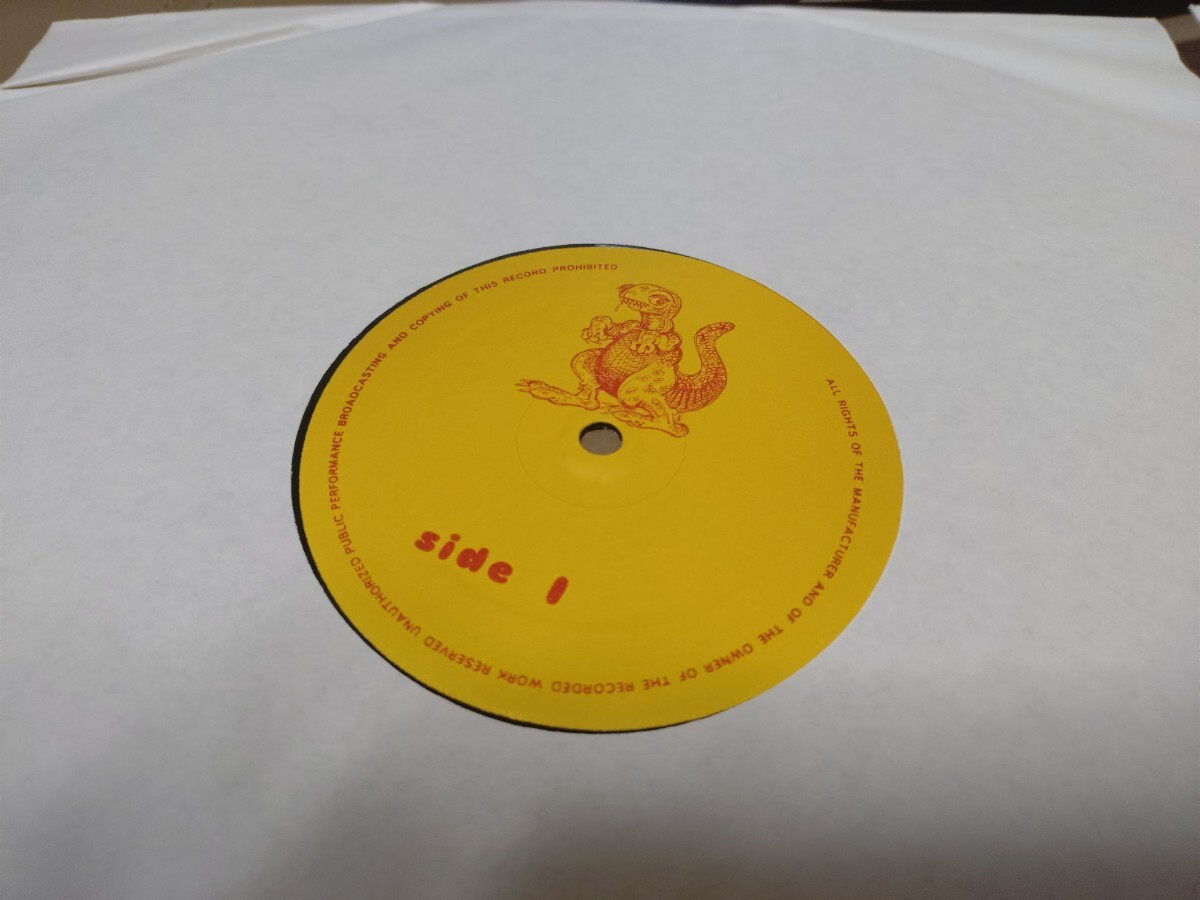 ALL RIGHTS OF THE MANUFACTURER AND OF THE OWNER OF THE RECORDED WORK RESERVED UNAUTHORIZED PUBLIC PERFORMANCE BROADCASTING AND COPYING OF THIS RECORD PROHIBITED
side 1